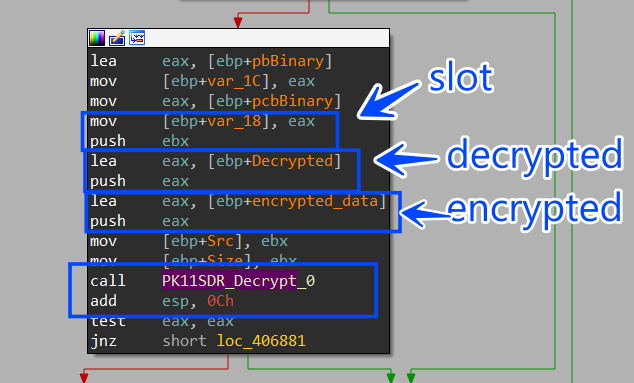 lea     eax, [ebp+pbBinary]
mov     [ebp+var_1C], eax
mov     eax, [ebp+pcbBinary]
mov     [ebp+var_18], eax
push    ebx
lea     eax, [ebp+Decrypted]
push    eax
lea     eax, [ebp+encrypted_data]
push    eax
mov     [ebp+Src], ebx
mov     [ebp+Size], ebx
call    PK11SDR_Decrypt_0
add     esp, 0Ch
test    eax, eax
jnz     short loc_406881
slot
decrypted
encrypted